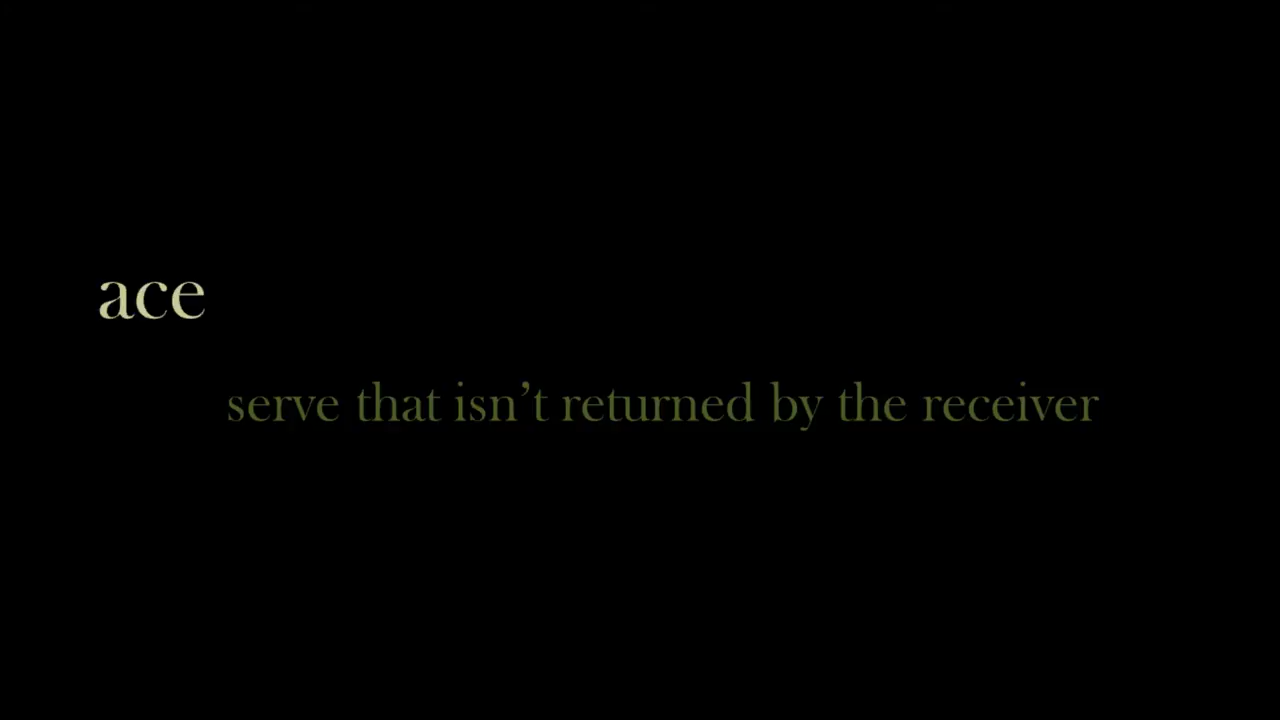 ace
serve that isn’t returned by the receiver